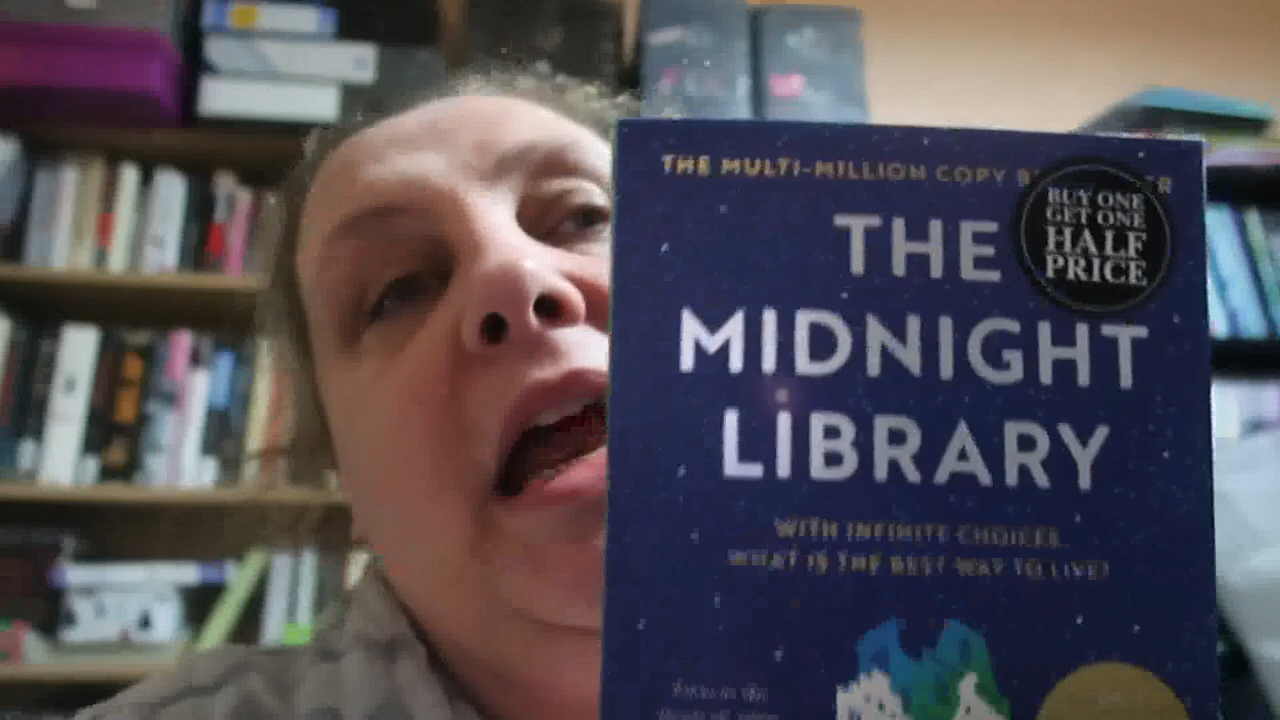 THE MULTI-MILLION COPY
BUY ONE
GET ONE
HALF
PRICE
THE
MIDNIGHT
LIBRARY
WITH INFINITE CHOICES,
WHAT IS THE BEST WAY TO LIVE?